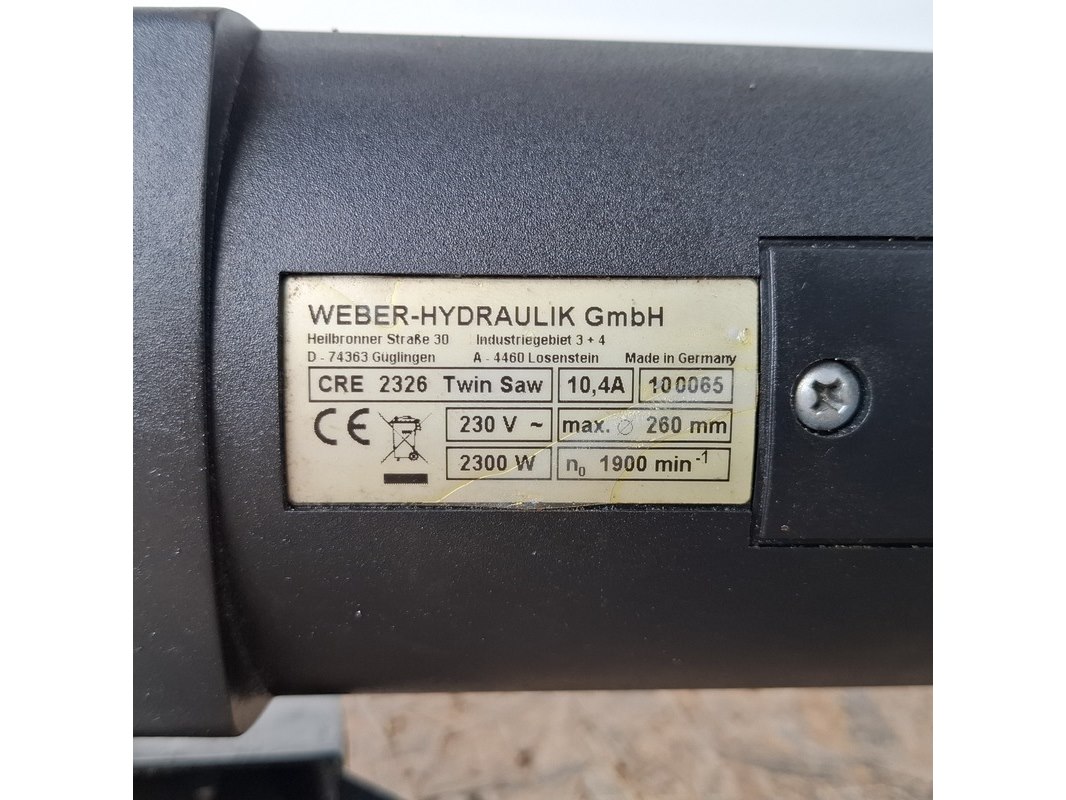 WEBER-HYDRAULIK GmbH
Heilbronner Straße 30 Industriegebiet 3 + 4
D - 74363 Güglingen A - 4460 Losenstein Made in Germany
CRE 2326 Twin Saw 10,4A 100065
CE 230 V ~ max. ∅ 260 mm
2300 W n₀ 1900 min⁻¹